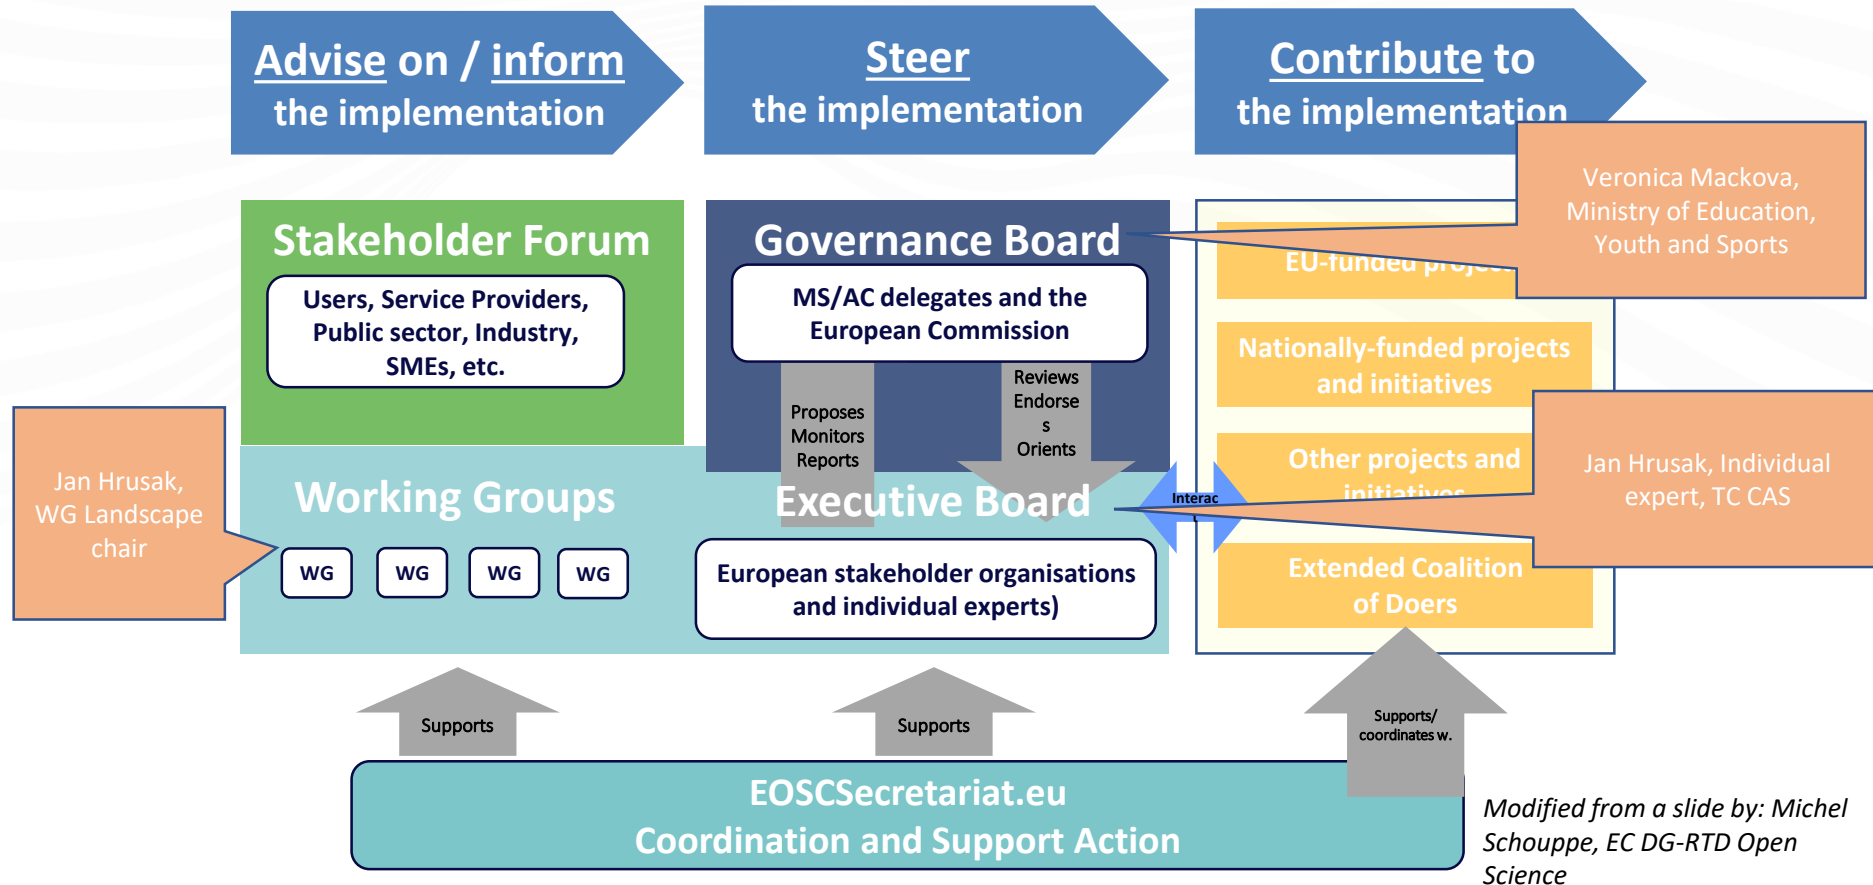 Advise on / inform
the implementation
Steer
the implementation
Contribute to
the implementation
Stakeholder Forum
Users, Service Providers,
Public sector, Industry,
SMEs, etc.
Governance Board
MS/AC delegates and the
European Commission
Proposes
Monitors
Reports
Reviews
Endorse
s
Orients
Veronica Mackova,
Ministry of Education,
Youth and Sports
EU-funded project
Nationally-funded projects
and initiatives
Other projects and
initiatives
Extended Coalition
of Doers
Jan Hrusak, Individual
expert, TC CAS
Jan Hrusak,
WG Landscape
chair
Working Groups
WG
WG
WG
WG
Executive Board
European stakeholder organisations
and individual experts)
Interac
Supports
Supports
Supports/
coordinates w.
EOSCSecretariat.eu
Coordination and Support Action
Modified from a slide by: Michel
Schouppe, EC DG-RTD Open
Science